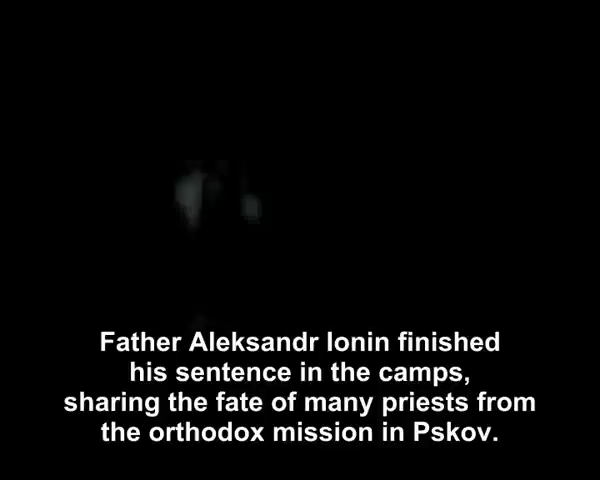 Father Aleksandr Ionin finished
his sentence in the camps,
sharing the fate of many priests from
the orthodox mission in Pskov.